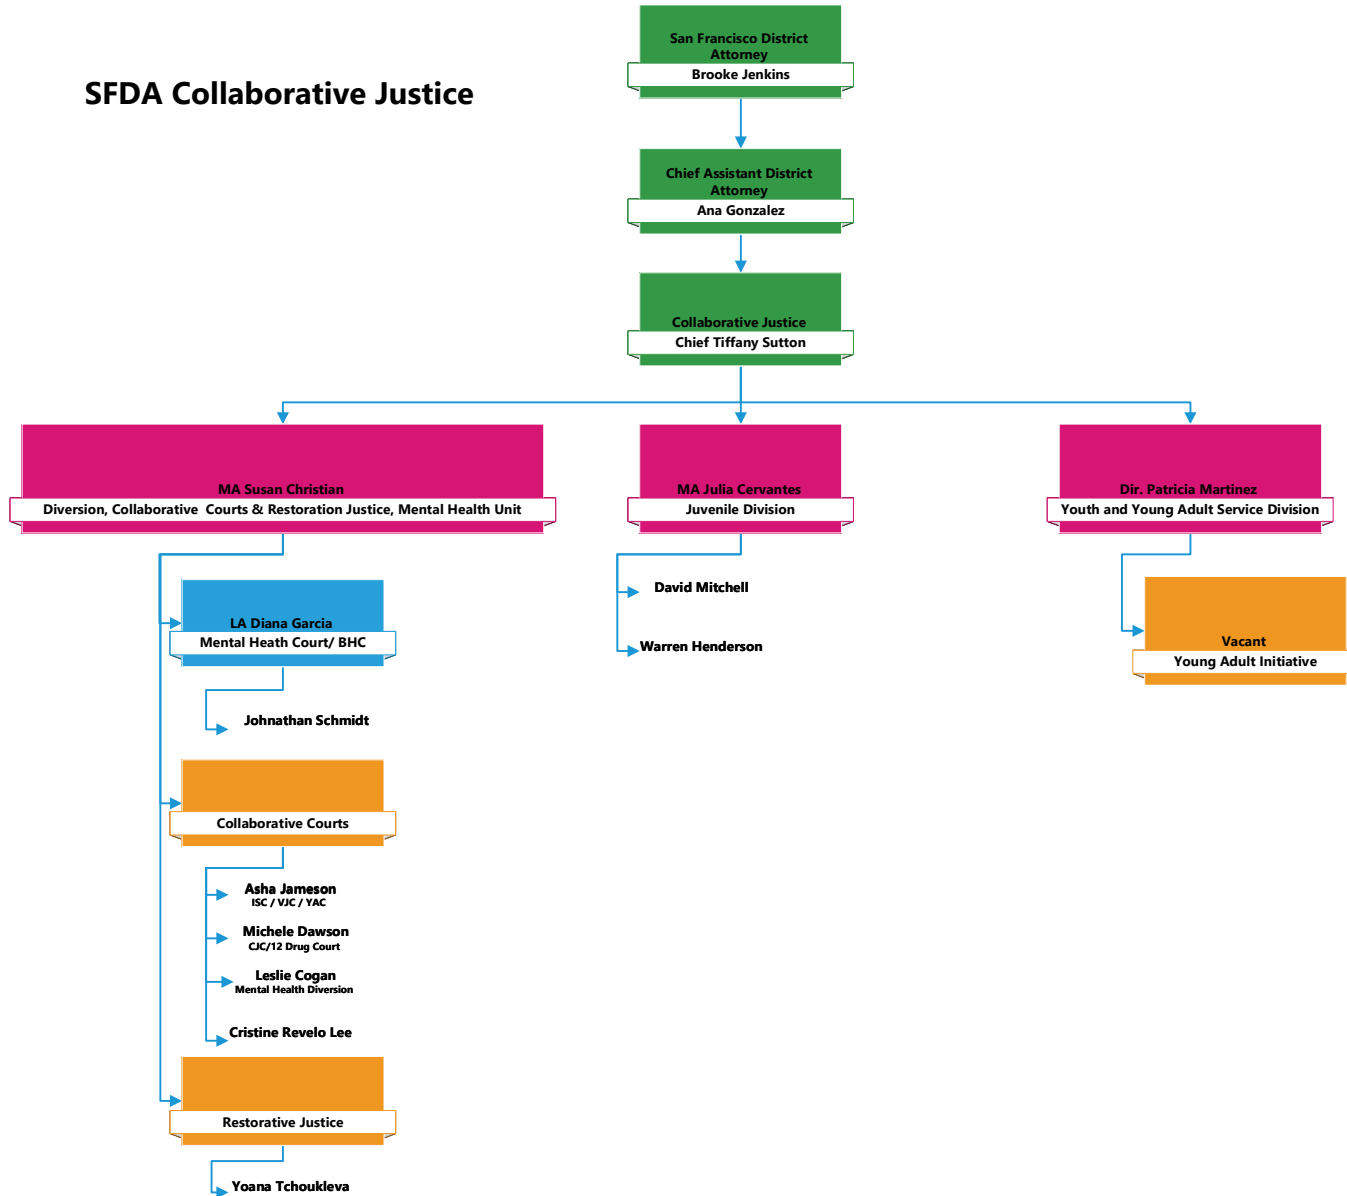 SFDA Collaborative Justice
San Francisco District
Attorney
Brooke Jenkins
Chief Assistant District
Attorney
Ana Gonzalez
Collaborative Justice
Chief Tiffany Sutton
MA Susan Christian
Diversion, Collaborative Courts & Restoration Justice, Mental Health Unit
MA Julia Cervantes
Juvenile Division
Dir. Patricia Martinez
Youth and Young Adult Service Division
LA Diana Garcia
Mental Heath Court/ BHC
Johnathan Schmidt
Collaborative Courts
Asha Jameson
ISC / VJC / YAC
Michele Dawson
CJC/12 Drug Court
Leslie Cogan
Mental Health Diversion
Cristine Revelo Lee
Restorative Justice
Yoana Tchoukleva
David Mitchell
Warren Henderson
Vacant
Young Adult Initiative